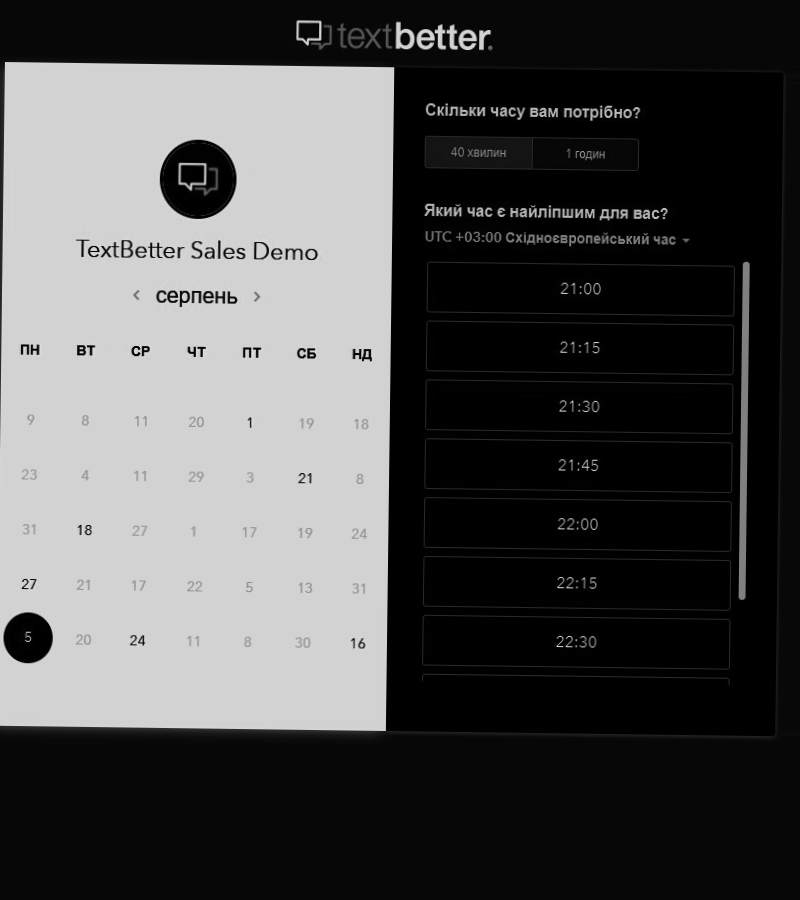 textbetter.
TextBetter Sales Demo
серпень
ПН ВТ СР ЧТ ПТ СБ НД
9 8 11 20 1 19 18
23 4 11 29 3 21 8
31 18 27 1 17 19 24
27 21 17 22 5 13 31
5 20 24 11 8 30 16
Скільки часу вам потрібно?
40 хвилин 1 годин
Який час є найліпшим для вас?
UTC +03:00 Східноєвропейський час
21:00
21:15
21:30
21:45
22:00
22:15
22:30